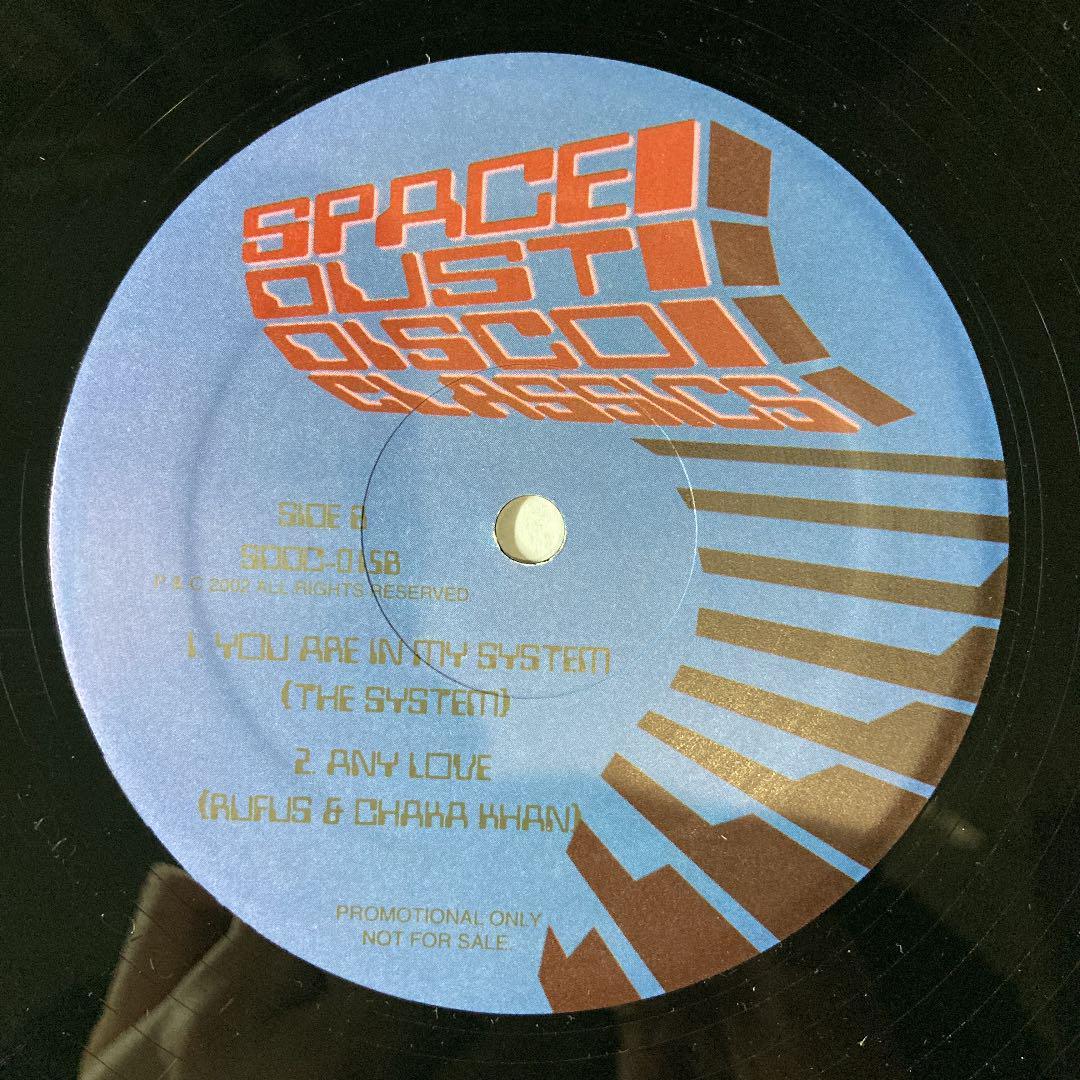 SPACE
DUST
DISCO
CLASSICS
SIDE B
SDDC-015B
P & C 2002 ALL RIGHTS RESERVED
1. YOU ARE IN MY SYSTEM
(THE SYSTEM)
2. ANY LOVE
(RUFUS & CHAKA KHAN)
PROMOTIONAL ONLY
NOT FOR SALE